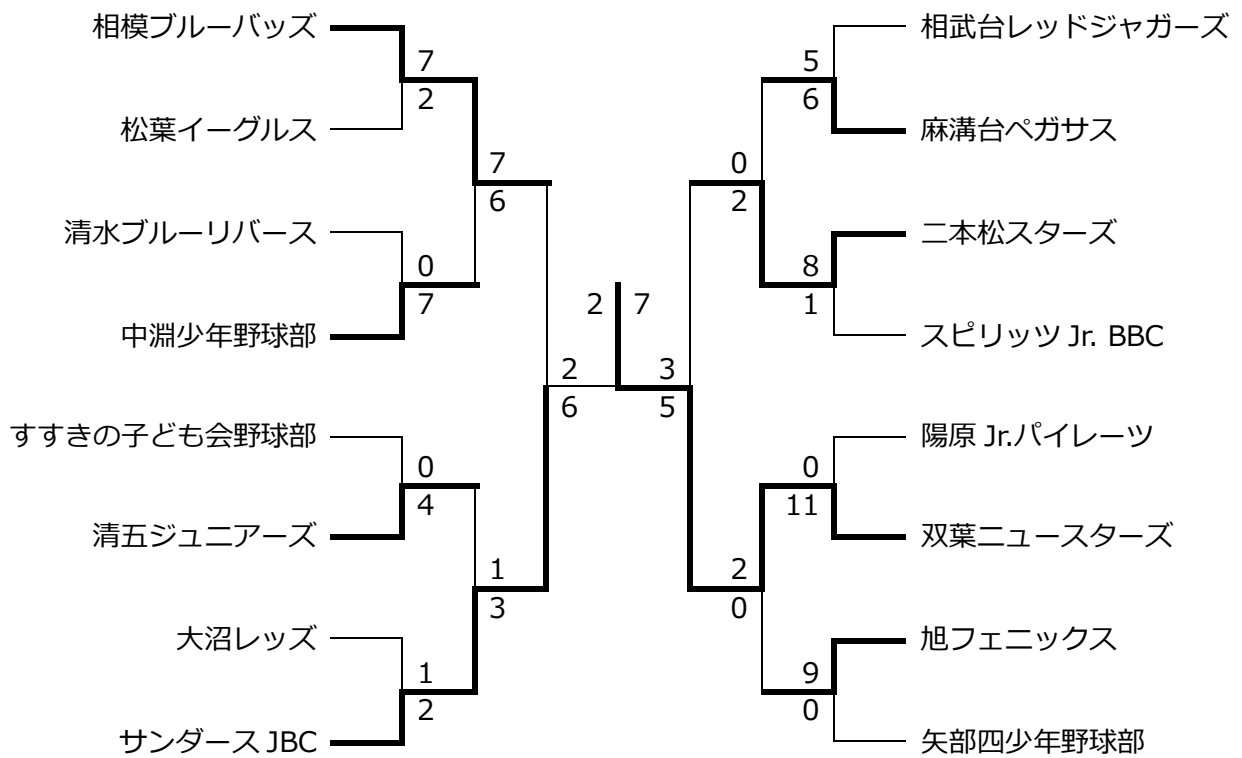 相模ブルーバッズ
7
2
松葉イーグルス
7
6
清水ブルーリバース
0
7
中淵少年野球部
2
6
すすきの子ども会野球部
0
4
清五ジュニアーズ
1
3
大沼レッズ
1
2
サンダース JBC
2 7
相武台レッドジャガーズ
5
6
麻溝台ペガサス
0
2
二本松スターズ
8
1
スピリッツ Jr. BBC
3
5
陽原 Jr.パイレーツ
0
11
双葉ニュースターズ
2
0
旭フェニックス
9
0
矢部四少年野球部